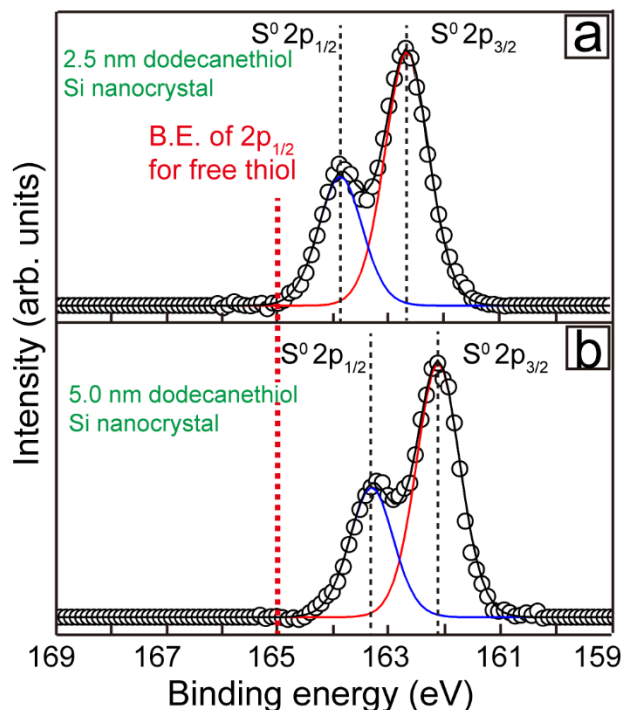 S⁰ 2p₁/₂ S⁰ 2p₃/₂ a
2.5 nm dodecanethiol
Si nanocrystal
B.E. of 2p₁/₂
for free thiol
S⁰ 2p₁/₂ S⁰ 2p₃/₂ b
5.0 nm dodecanethiol
Si nanocrystal
Intensity (arb. units)
169 167 165 163 161 159
Binding energy (eV)